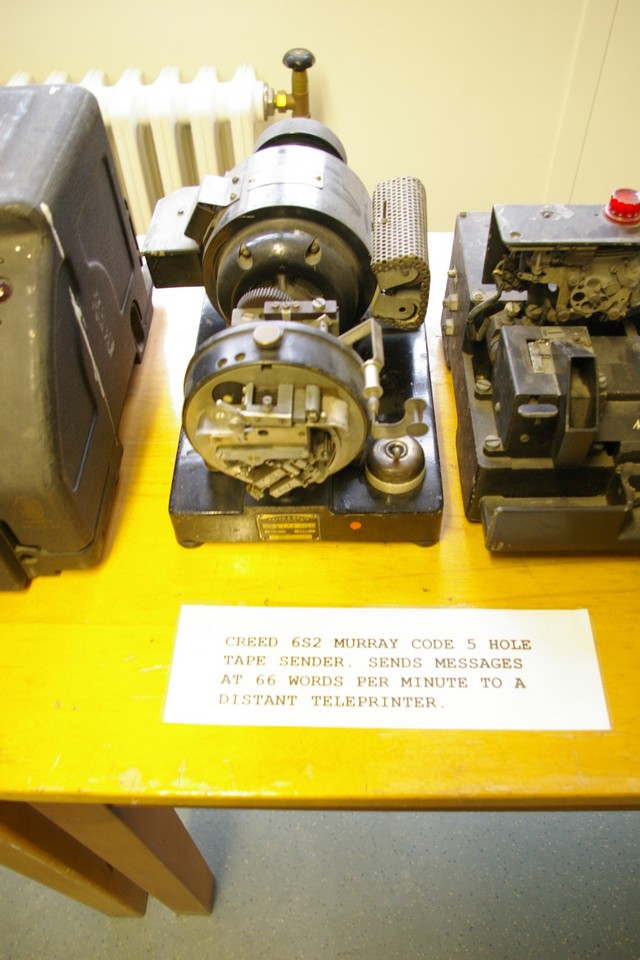 CREED 6S2 MURRAY CODE 5 HOLE
TAPE SENDER. SENDS MESSAGES
AT 66 WORDS PER MINUTE TO A
DISTANT TELEPRINTER.